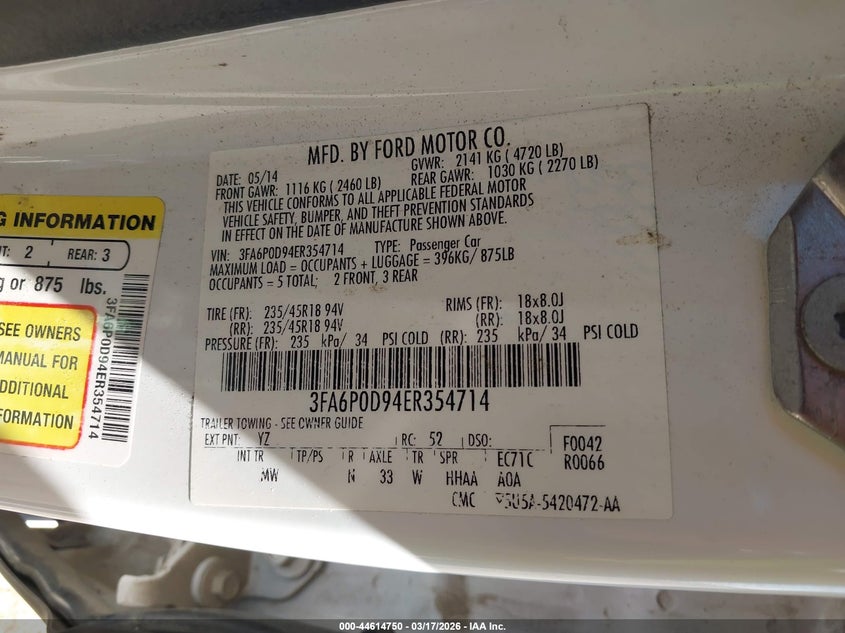 MFD. BY FORD MOTOR CO.
DATE: 05/14 GVWR: 2141 KG ( 4720 LB)
FRONT GAWR: 1116 KG ( 2460 LB) REAR GAWR: 1030 KG ( 2270 LB)
THIS VEHICLE CONFORMS TO ALL APPLICABLE FEDERAL MOTOR
VEHICLE SAFETY, BUMPER, AND THEFT PREVENTION STANDARDS
IN EFFECT ON THE DATE OF MANUFACTURE SHOWN ABOVE.
VIN: 3FA6P0D94ER354714 TYPE: Passenger Car
MAXIMUM LOAD = OCCUPANTS + LUGGAGE = 396KG/ 875LB
OCCUPANTS = 5 TOTAL; 2 FRONT, 3 REAR
TIRE (FR): 235/45R18 94V RIMS (FR): 18x8.0J
(RR): 235/45R18 94V (RR): 18x8.0J
PRESSURE (FR): 235 kPa/ 34 PSI COLD (RR): 235 kPa/ 34 PSI COLD
3FA6P0D94ER354714
TRAILER TOWING - SEE OWNER GUIDE
EXT PNT: YZ RC: 52 DSO: F0042
INT TR TP/PS R AXLE TR SPR EC71C R0066
MW N 33 W HHAA A0A
CMC 5U5A-5420472-AA
G INFORMATION
NT: 2 REAR: 3
g or 875 lbs.
SEE OWNERS
MANUAL FOR
ADDITIONAL
FORMATION
3FA6P0D94ER354714
000-44614750 — 03/17/2026 — IAA Inc.